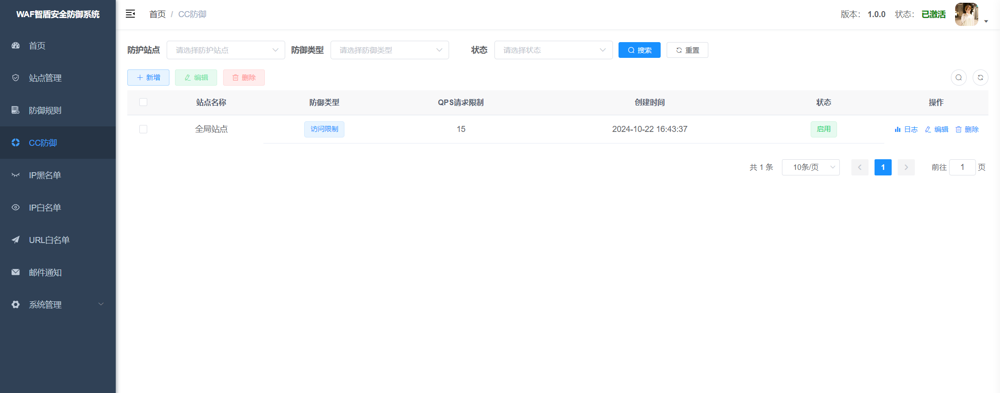 WAF智盾安全防御系统
首页
站点管理
防御规则
CC防御
IP黑名单
IP白名单
URL白名单
邮件通知
系统管理
首页 / CC防御
版本： 1.0.0 状态： 已激活
防护站点 请选择防护站点 防御类型 请选择防御类型 状态 请选择状态 搜索 重置
新增 编辑 删除
站点名称 防御类型 QPS请求限制 创建时间 状态 操作
全局站点 访问限制 15 2024-10-22 16:43:37 启用 日志 编辑 删除
共 1 条 10条/页 1 前往 1 页